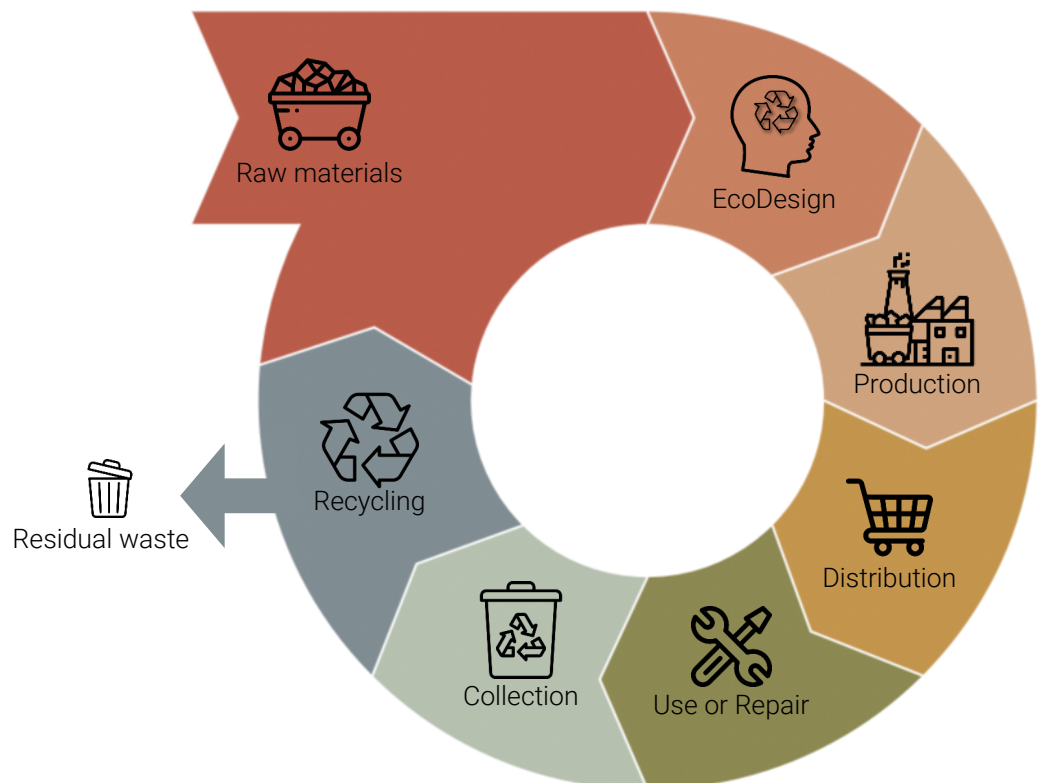 Raw materials
EcoDesign
Production
Distribution
Use or Repair
Collection
Recycling
Residual waste